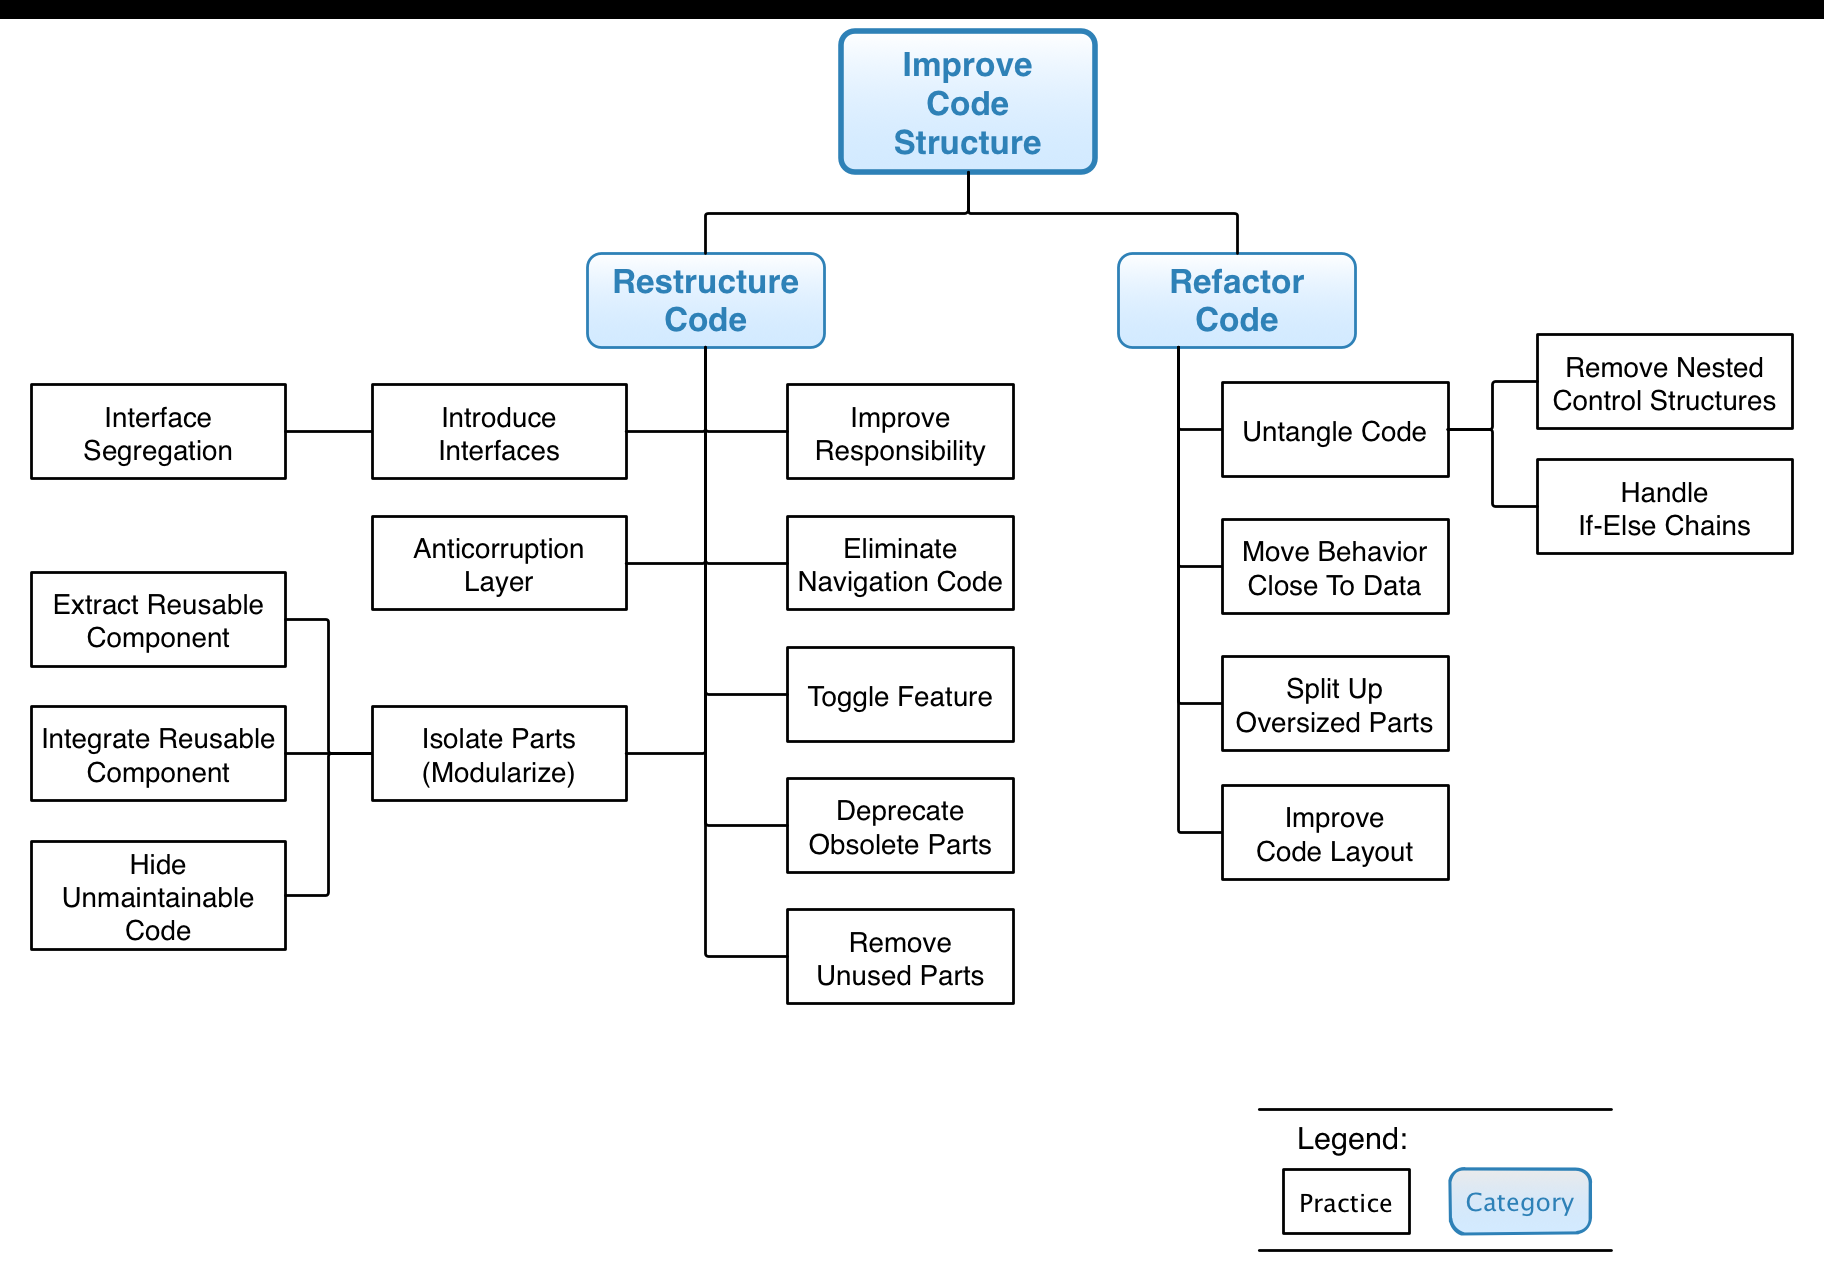 Improve
Code
Structure
Restructure
Code
Refactor
Code
Interface
Segregation
Introduce
Interfaces
Improve
Responsibility
Anticorruption
Layer
Eliminate
Navigation Code
Extract Reusable
Component
Toggle Feature
Integrate Reusable
Component
Isolate Parts
(Modularize)
Deprecate
Obsolete Parts
Hide
Unmaintainable
Code
Remove
Unused Parts
Untangle Code
Remove Nested
Control Structures
Handle
If-Else Chains
Move Behavior
Close To Data
Split Up
Oversized Parts
Improve
Code Layout
Legend:
Practice
Category